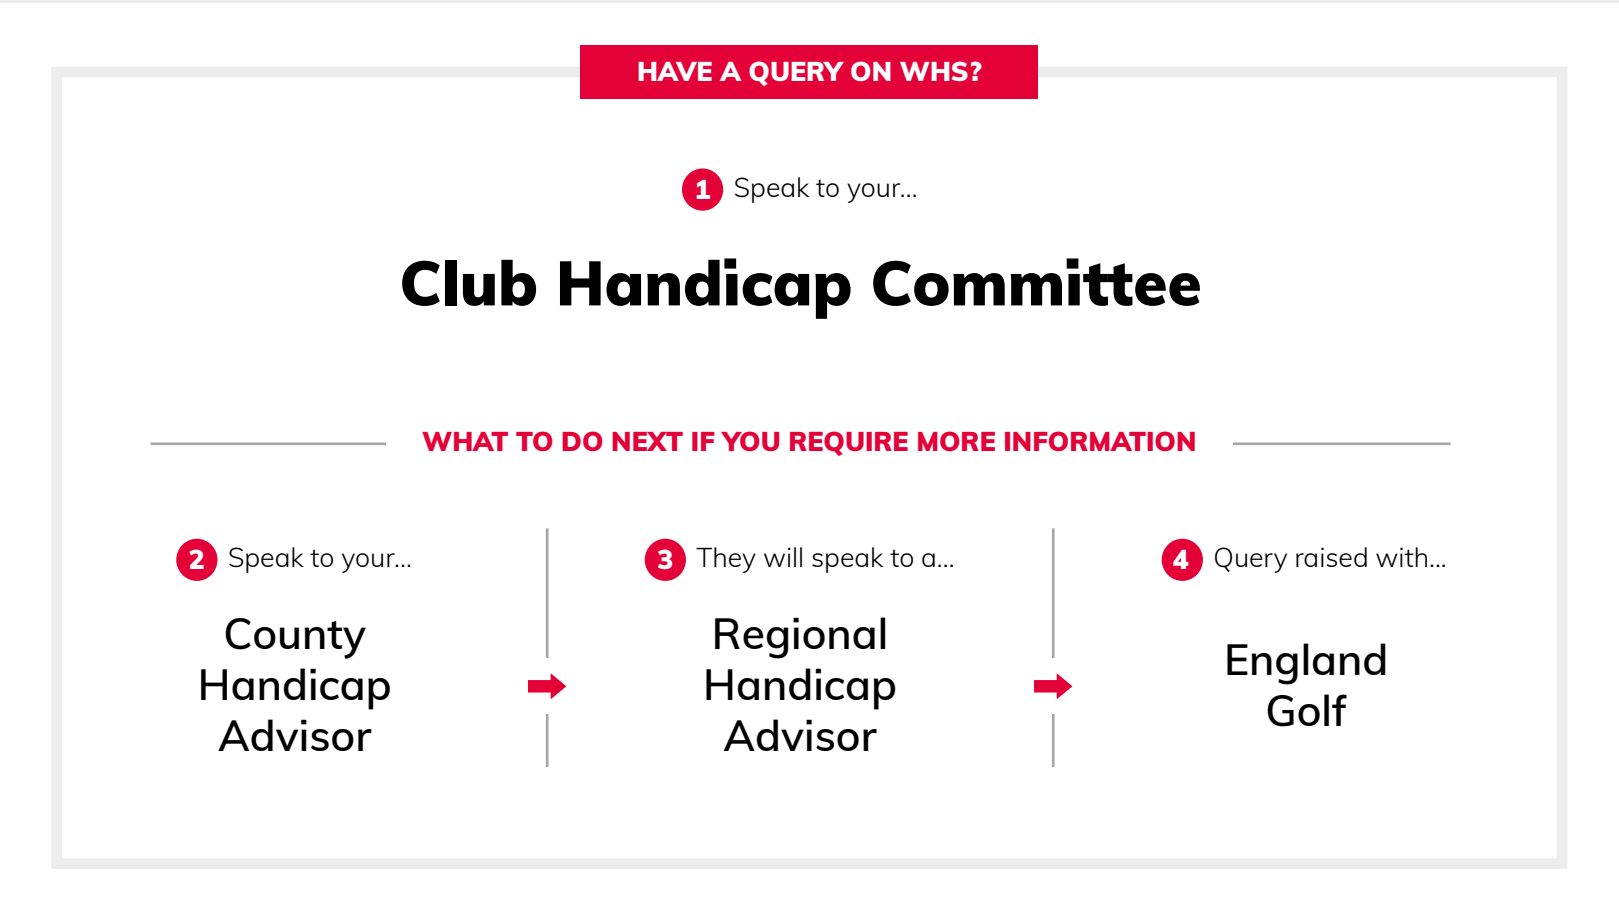 HAVE A QUERY ON WHS?
1 Speak to your...
Club Handicap Committee
WHAT TO DO NEXT IF YOU REQUIRE MORE INFORMATION
2 Speak to your...
County
Handicap
Advisor
3 They will speak to a...
Regional
Handicap
Advisor
4 Query raised with...
England
Golf